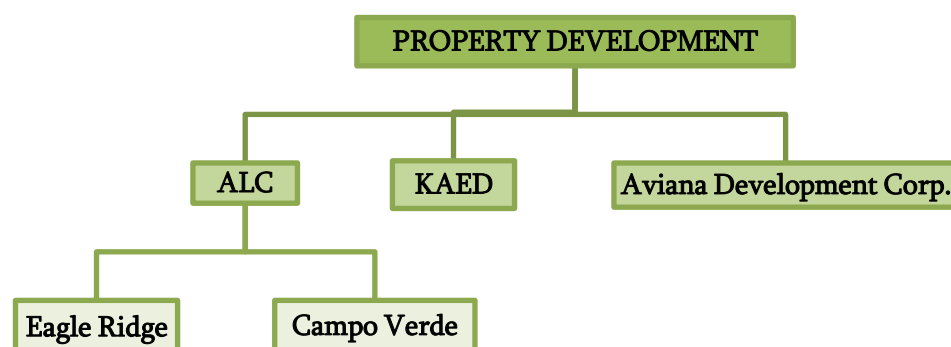 PROPERTY DEVELOPMENT
ALC
KAED
Aviana Development Corp.
Eagle Ridge
Campo Verde